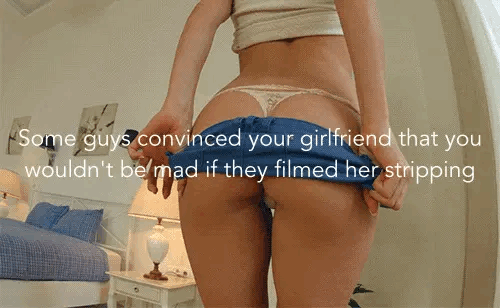 Some guys convinced your girlfriend that you
wouldn't be mad if they filmed her stripping